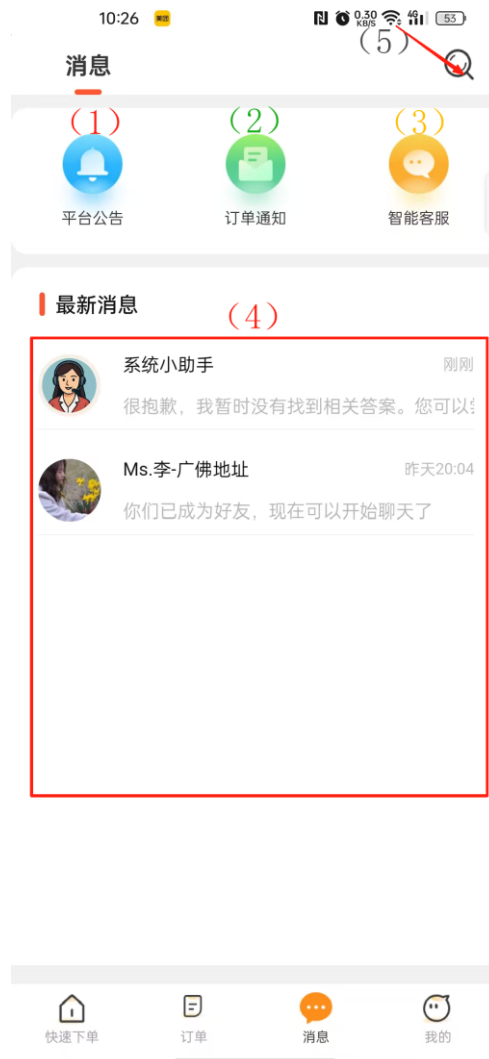 10:26 美团 0.30 KB/S 4G 53
(5)
消息
(1) (2) (3)
平台公告 订单通知 智能客服
最新消息
(4)
系统小助手 刚刚
很抱歉，我暂时没有找到相关答案。您可以
Ms.李-广佛地址 昨天20:04
你们已成为好友，现在可以开始聊天了
快速下单 订单 消息 我的